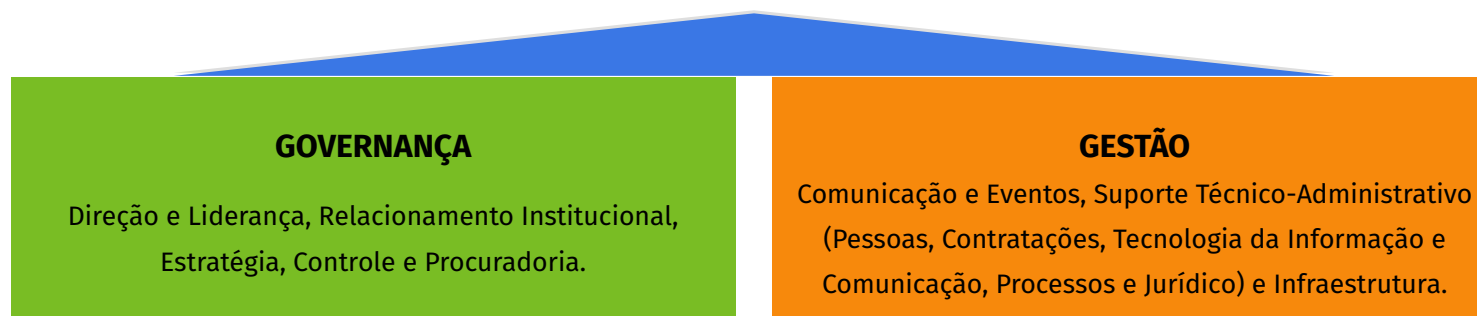 GOVERNANÇA
Direção e Liderança, Relacionamento Institucional,
Estratégia, Controle e Procuradoria.
GESTÃO
Comunicação e Eventos, Suporte Técnico-Administrativo
(Pessoas, Contratações, Tecnologia da Informação e
Comunicação, Processos e Jurídico) e Infraestrutura.